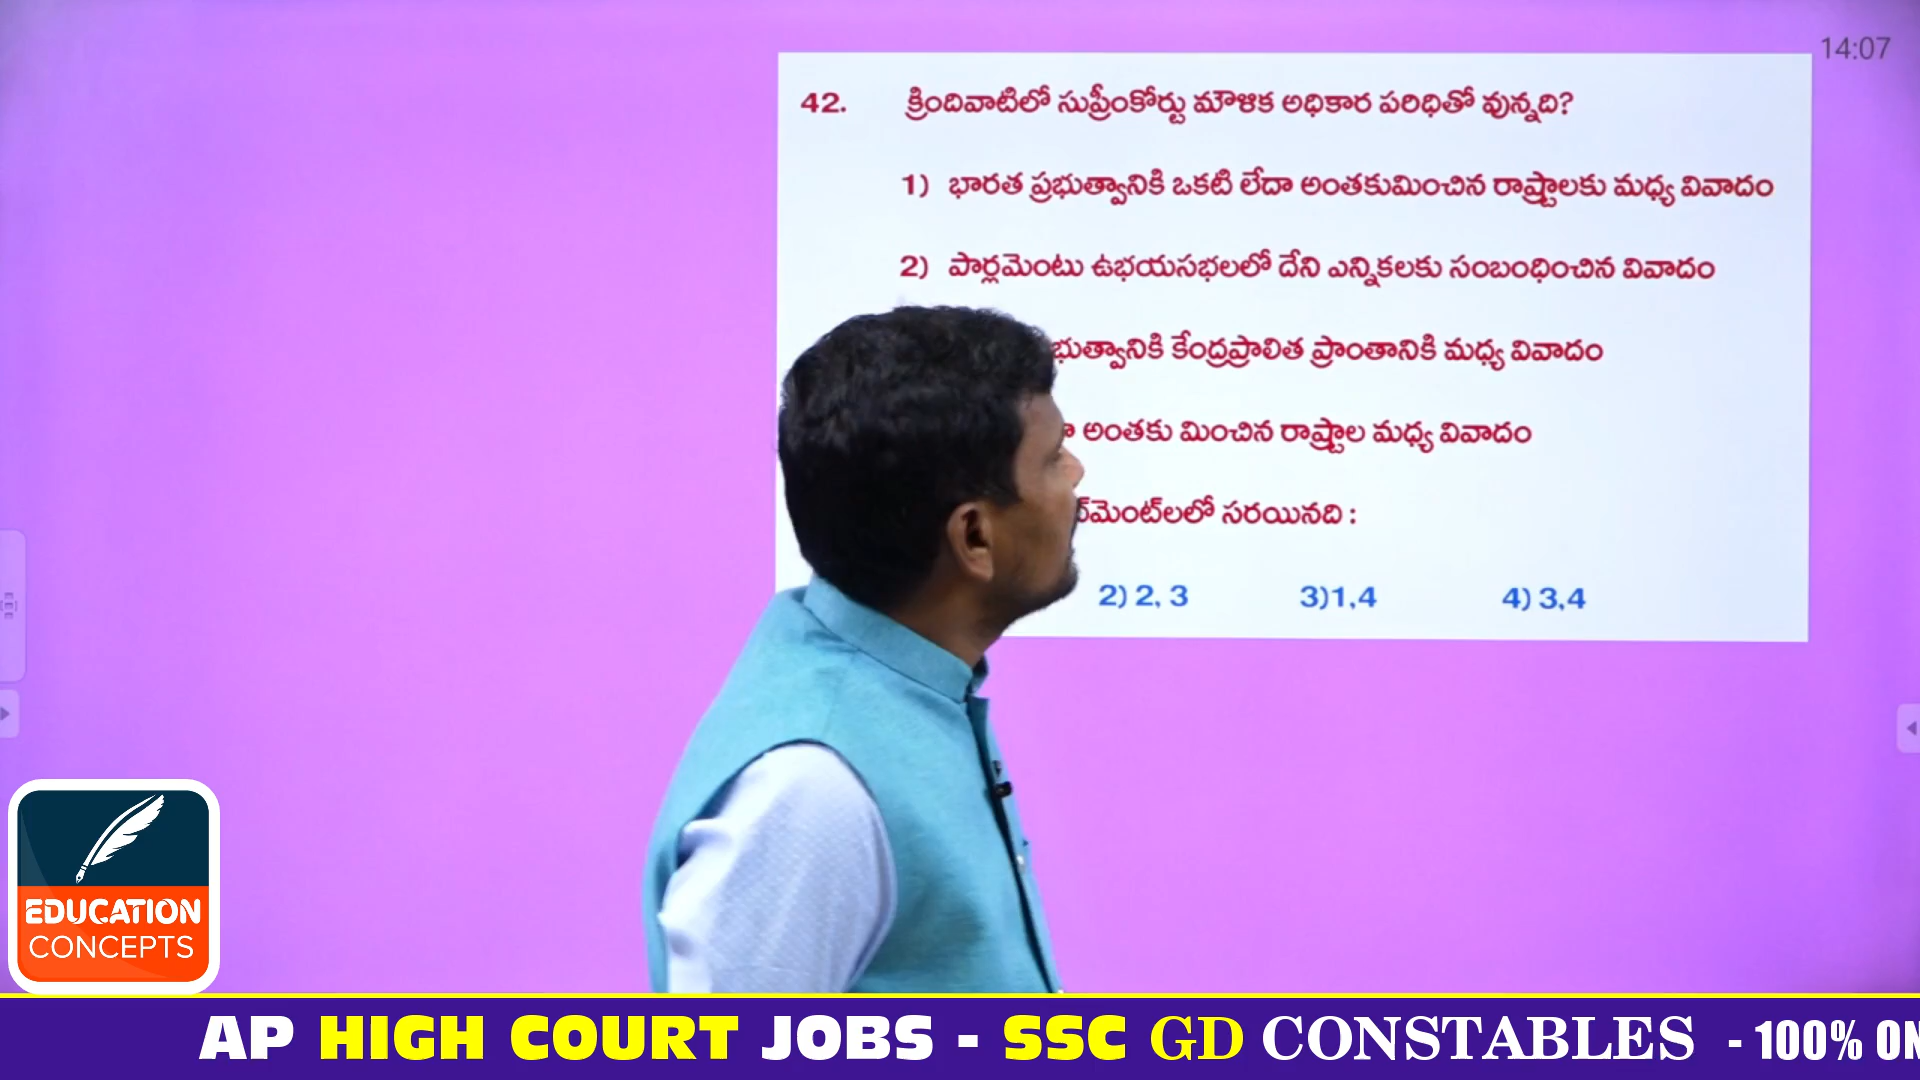 14:07
42. క్రిందివాటిలో సుప్రీంకోర్టు మౌళిక అధికార పరిధితో వున్నది?
1) భారత ప్రభుత్వానికి ఒకటి లేదా అంతకుమించిన రాష్ట్రాలకు మధ్య వివాదం
2) పార్లమెంటు ఉభయసభలలో దేని ఎన్నికలకు సంబంధించిన వివాదం
కేంద్రప్రాలిత ప్రాంతానికి మధ్య వివాదం
అంతకు మించిన రాష్ట్రాల మధ్య వివాదం
సరయినది :
2) 2, 3 3)1,4 4) 3,4
EDUCATION
CONCEPTS
AP HIGH COURT JOBS - SSC GD CONSTABLES - 100%